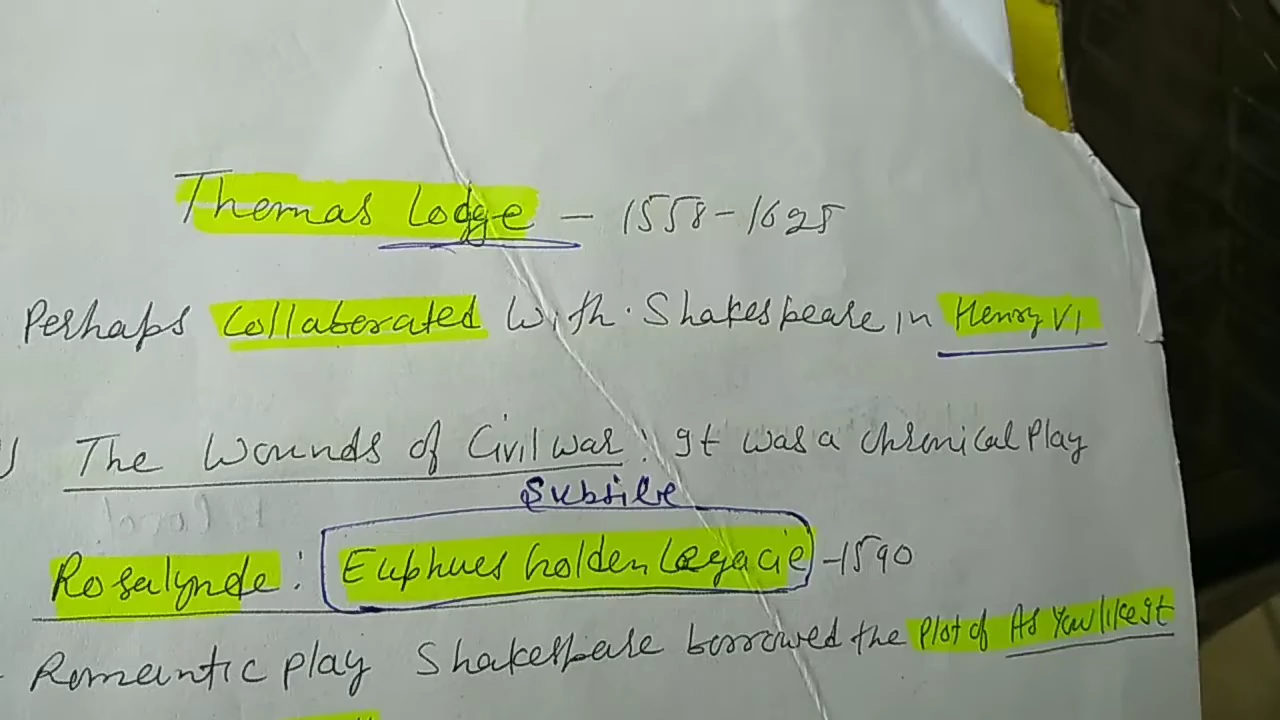 Thomas Lodge - 1558-1625
Perhaps Collaborated With Shakespeare in Henry VI
The Wounds of Civil war : It was a Chronical Play
Subtile
Rosalynde : Euphues Golden Legacie - 1590
Romantic play Shakespeare borrowed the Plot of As You like It